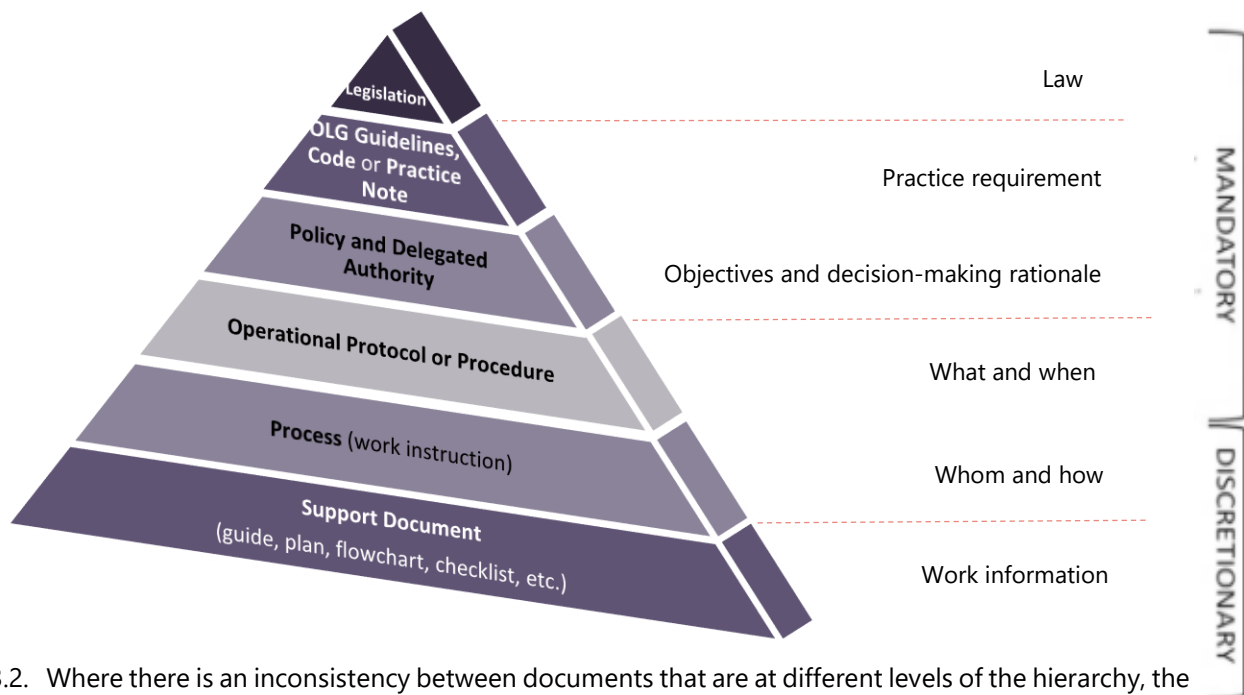 Legislation
Law
OLG Guidelines,
Code or Practice
Note
Practice requirement
Policy and Delegated
Authority
Objectives and decision-making rationale
Operational Protocol or Procedure
What and when
Process (work instruction)
Whom and how
Support Document
(guide, plan, flowchart, checklist, etc.)
Work information
MANDATORY
DISCRETIONARY
.2. Where there is an inconsistency between documents that are at different levels of the hierarchy, the